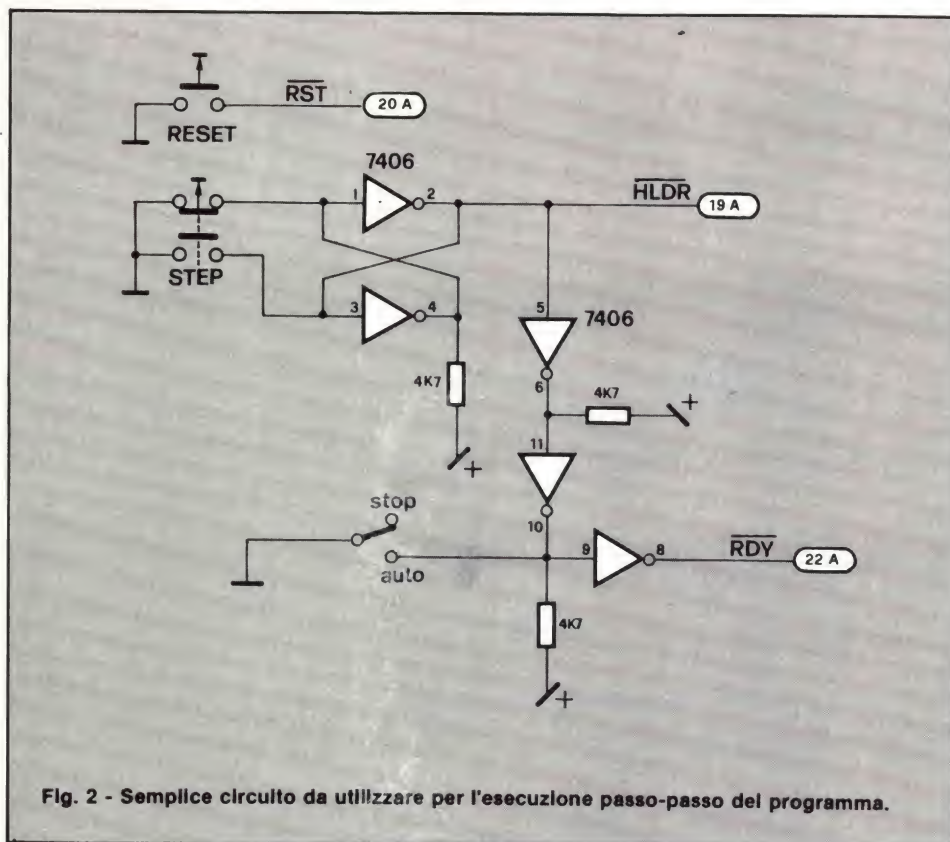 RST
20 A
RESET
7406
1
2
HLDR
19 A
STEP
3
4
5
7406
4K7
6
4K7
+
11
+
stop
10
9
8
RDY
22 A
auto
4K7
+
Fig. 2 - Semplice circuito da utilizzare per l'esecuzione passo-passo del programma.